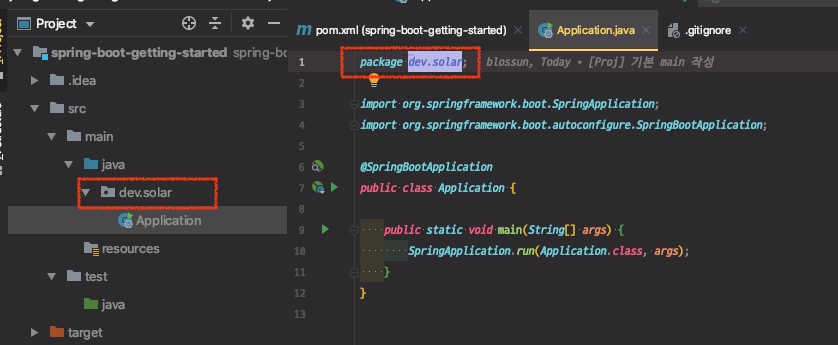 Project
spring-boot-getting-started spring-bo
.idea
src
main
java
dev.solar
Application
resources
test
java
target
pom.xml (spring-boot-getting-started)
Application.java
.gitignore
1 package dev.solar; blossun, Today • [Proj] 기본 main 작성
2
3 import org.springframework.boot.SpringApplication;
4 import org.springframework.boot.autoconfigure.SpringBootApplication;
5
6 @SpringBootApplication
7 public class Application {
8
9 public static void main(String[] args) {
10 SpringApplication.run(Application.class, args);
11 }
12 }
13